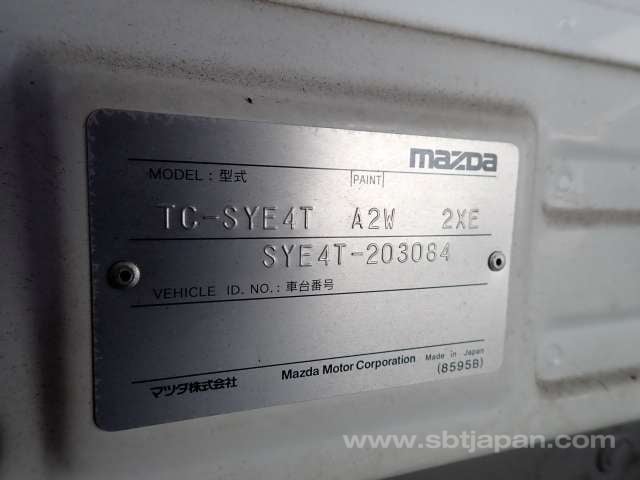 mazda
MODEL : 型式 PAINT
TC-SYE4T A2W 2XE
SYE4T-203084
VEHICLE ID. NO. : 車台番号
マツダ株式会社 Mazda Motor Corporation Made in Japan
(8595B)
www.sbtjapan.com